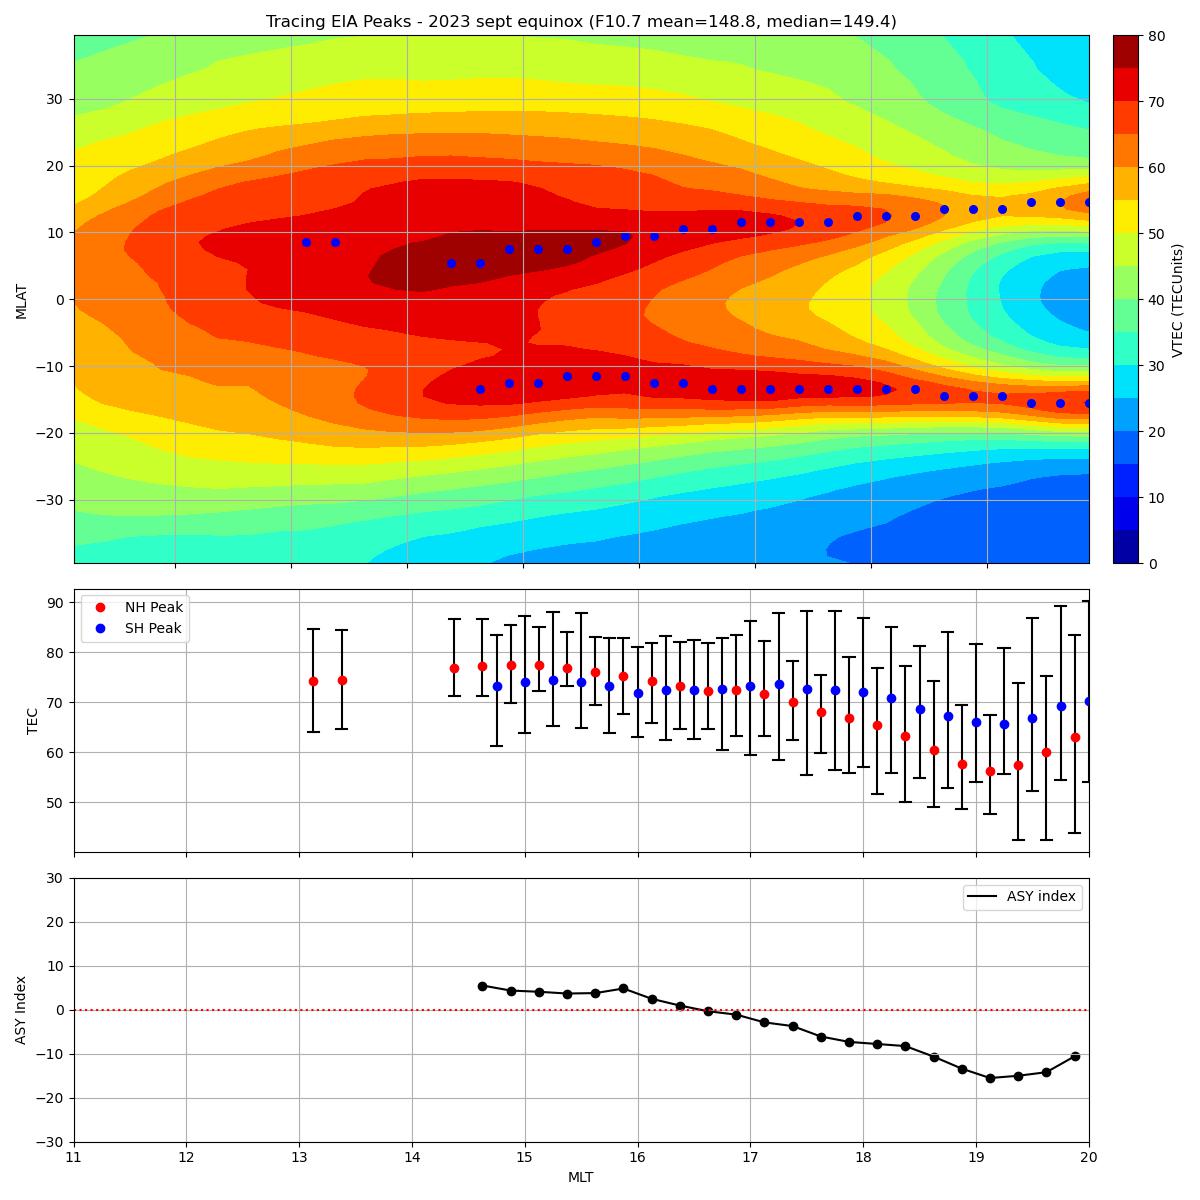 Tracing EIA Peaks - 2023 sept equinox (F10.7 mean=148.8, median=149.4)
30
20
10
0
−10
−20
−30
MLAT
80
70
60
50
40
30
20
10
0
VTEC (TECUnits)
90
80
70
60
50
TEC
NH Peak
SH Peak
30
20
10
0
−10
−20
−30
ASY Index
ASY index
11 12 13 14 15 16 17 18 19 20
MLT